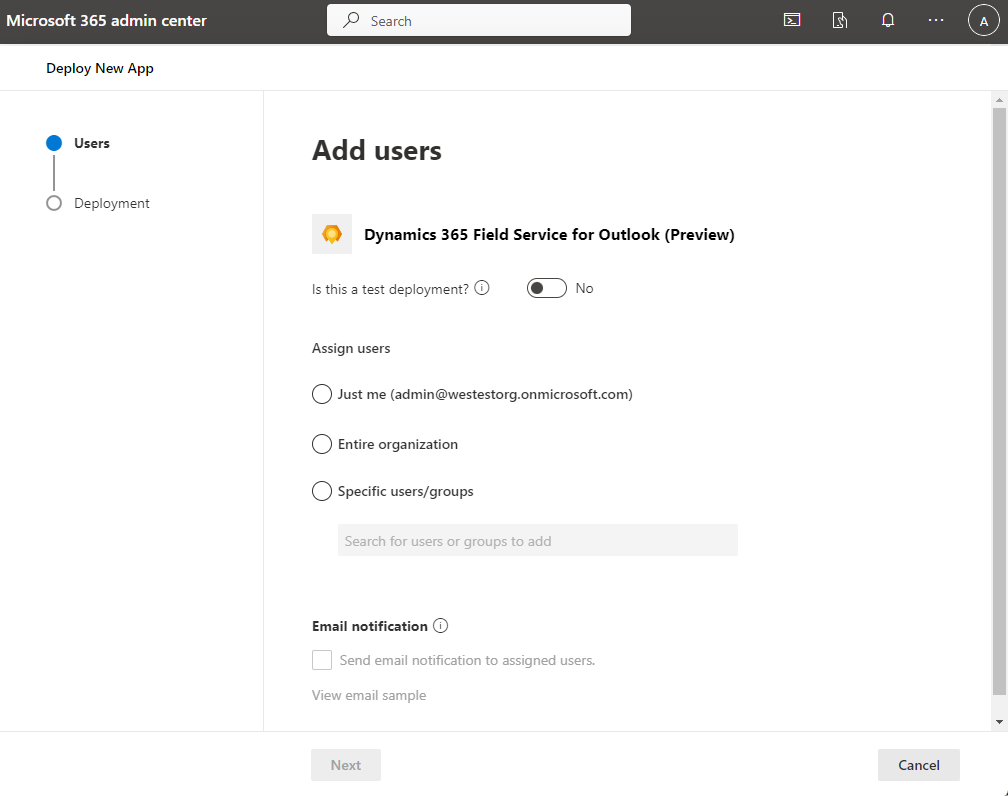 Microsoft 365 admin center
Search
A
Deploy New App
Users
Deployment
Add users
Dynamics 365 Field Service for Outlook (Preview)
Is this a test deployment?
No
Assign users
Just me (admin@westestorg.onmicrosoft.com)
Entire organization
Specific users/groups
Search for users or groups to add
Email notification
Send email notification to assigned users.
View email sample
Next
Cancel